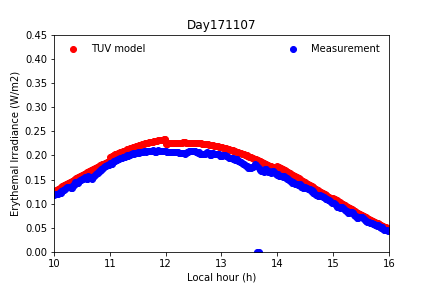 Day171107
TUV model
Measurement
Erythemal Irradiance (W/m2)
0.45
0.40
0.35
0.30
0.25
0.20
0.15
0.10
0.05
0.00
10 11 12 13 14 15 16
Local hour (h)